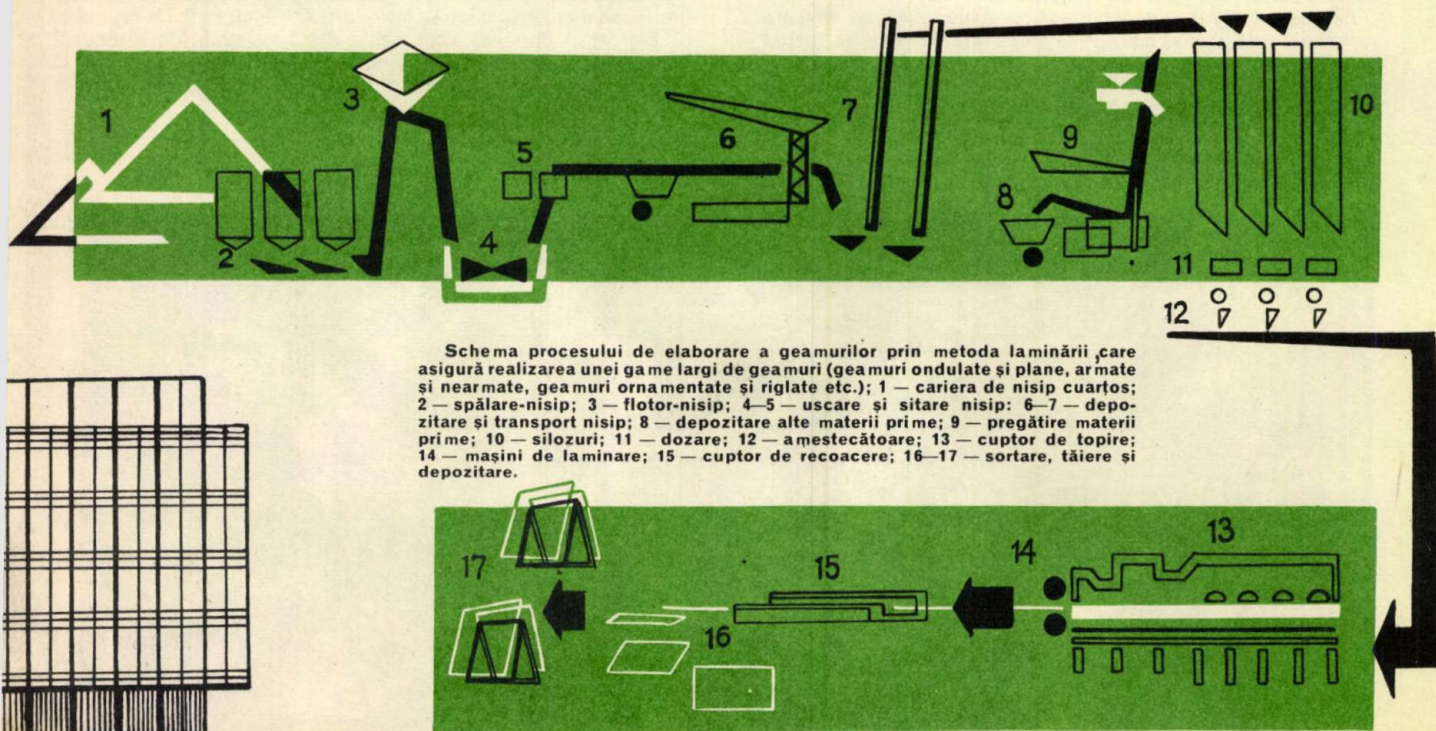 1
2
3
4
5
6
7
8
9
10
11
12
Schema procesului de elaborare a geamurilor prin metoda laminării ,care
asigură realizarea unei game largi de geamuri (geamuri ondulate și plane, armate
și nearmate, geamuri ornamentate și riglate etc.); 1 — cariera de nisip cuarțos;
2 — spălare-nisip; 3 — flotor-nisip; 4—5 — uscare și sitare nisip: 6—7 — depo-
zitare și transport nisip; 8 — depozitare alte materii prime; 9 — pregătire materii
prime; 10 — silozuri; 11 — dozare; 12 — amestecătoare; 13 — cuptor de topire;
14 — mașini de laminare; 15 — cuptor de recoacere; 16—17 — sortare, tăiere și
depozitare.
17
16
15
14
13